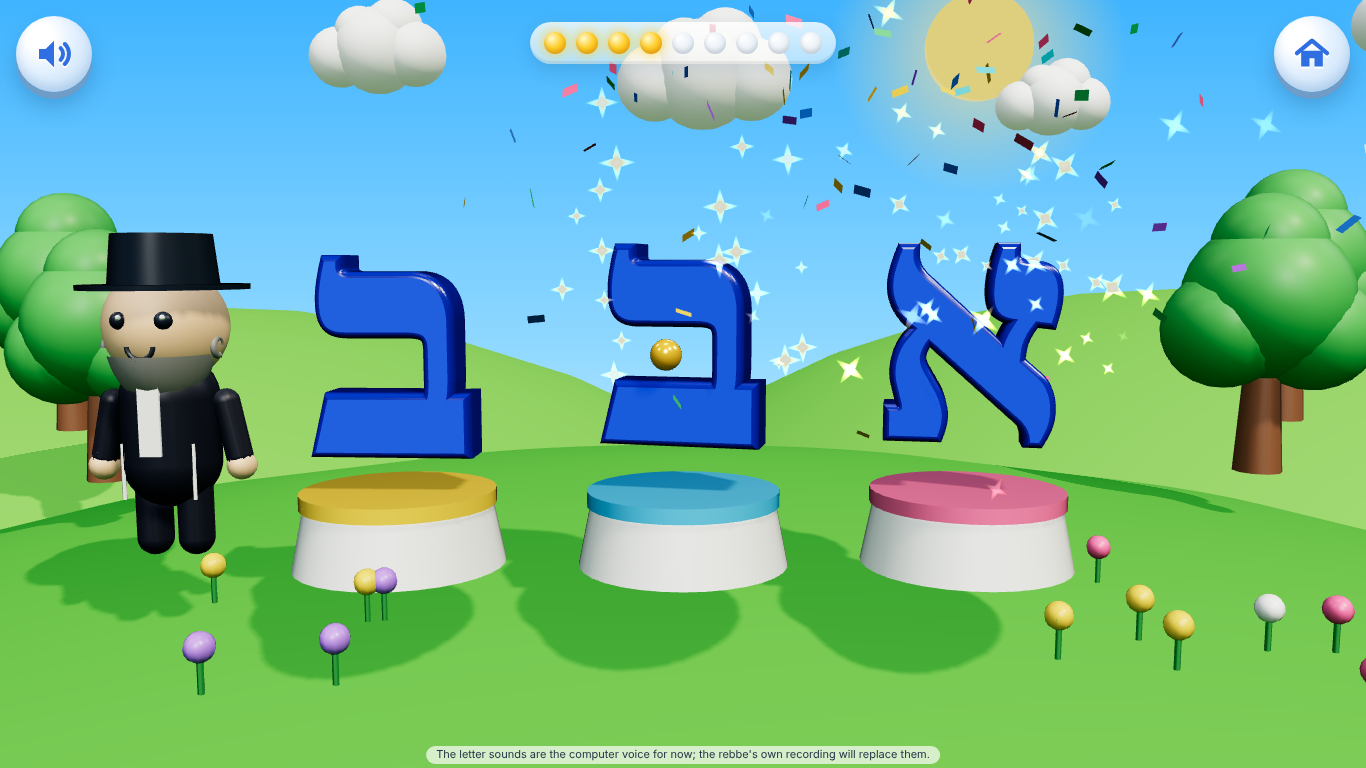 א בּ ב
The letter sounds are the computer voice for now; the rebbe's own recording will replace them.